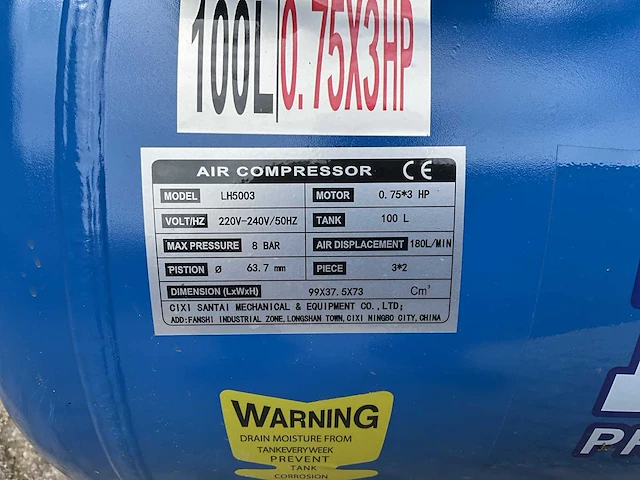 100L 0.75X3HP
AIR COMPRESSOR CE
MODEL LH5003 MOTOR 0.75*3 HP
VOLT/HZ 220V-240V/50HZ TANK 100 L
MAX PRESSURE 8 BAR AIR DISPLACEMENT 180L/MIN
PISTION Ø 63.7 mm PIECE 3*2
DIMENSION (LxWxH) 99X37.5X73 Cm³
CIXI SANTAI MECHANICAL & EQUIPMENT CO.,LTD;
ADD:FANSHI INDUSTRIAL ZONE, LONGSHAN TOWN, CIXI NINGBO CITY, CHINA
WARNING
DRAIN MOISTURE FROM
TANKEVERYWEEK
PREVENT
TANK
CORROSION